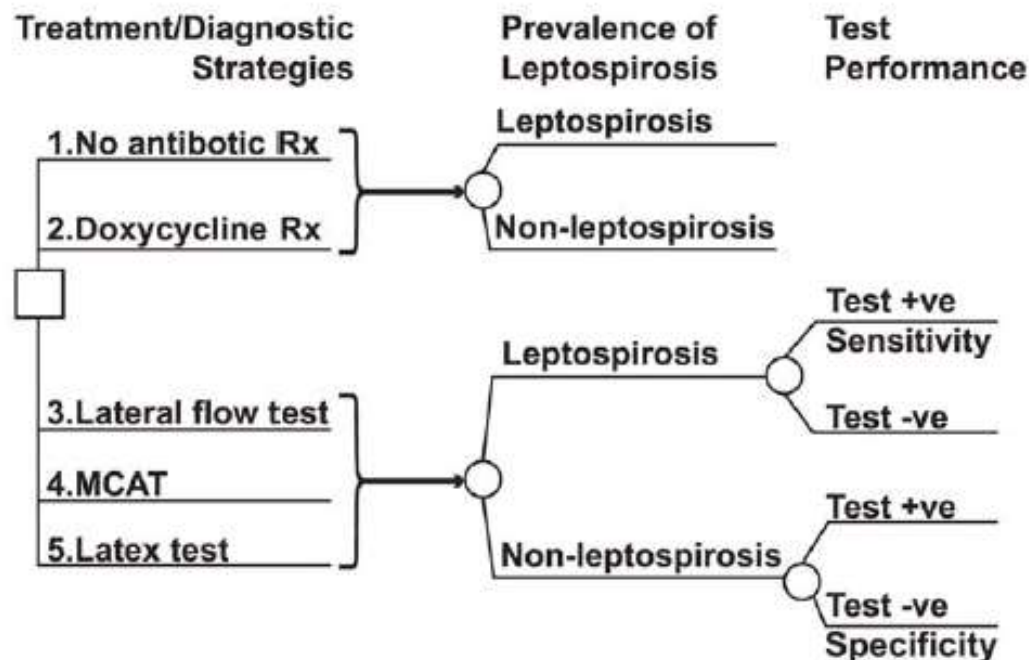 Treatment/Diagnostic
Strategies
Prevalence of
Leptospirosis
Test
Performance
1.No antibotic Rx
2.Doxycycline Rx
Leptospirosis
Non-leptospirosis
3.Lateral flow test
4.MCAT
5.Latex test
Leptospirosis
Non-leptospirosis
Test +ve
Sensitivity
Test -ve
Test +ve
Test -ve
Specificity